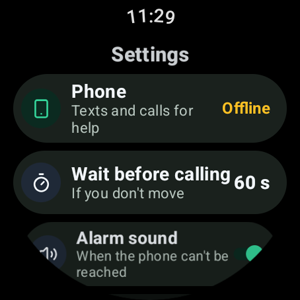 11:29
Settings
Phone
Texts and calls for
help
Offline
Wait before calling
If you don't move
60 s
Alarm sound
When the phone can't be
reached